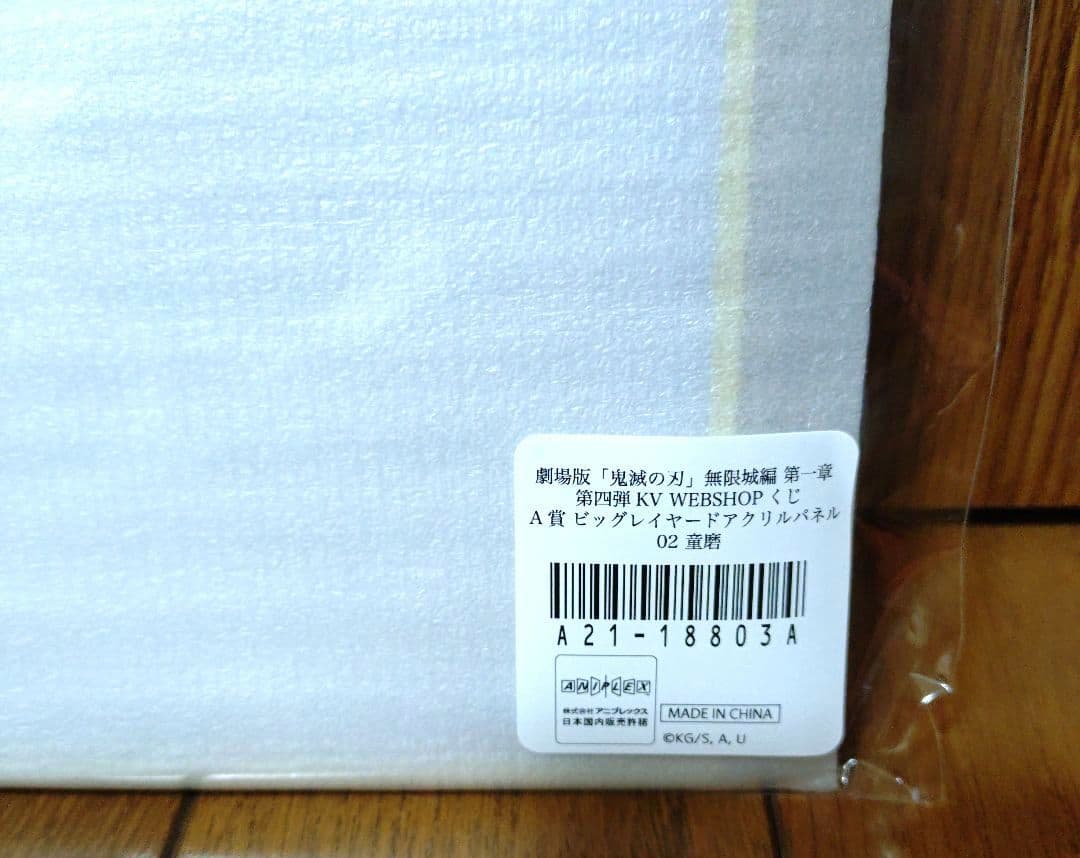 劇場版「鬼滅の刃」無限城編 第一章
第四弾 KV WEBSHOP くじ
A 賞 ビッグレイヤードアクリルパネル
02 童磨
A21-18803A
ANIPLEX
株式会社アニプレックス
日本国内販売許諾
MADE IN CHINA
©KG/S, A, U